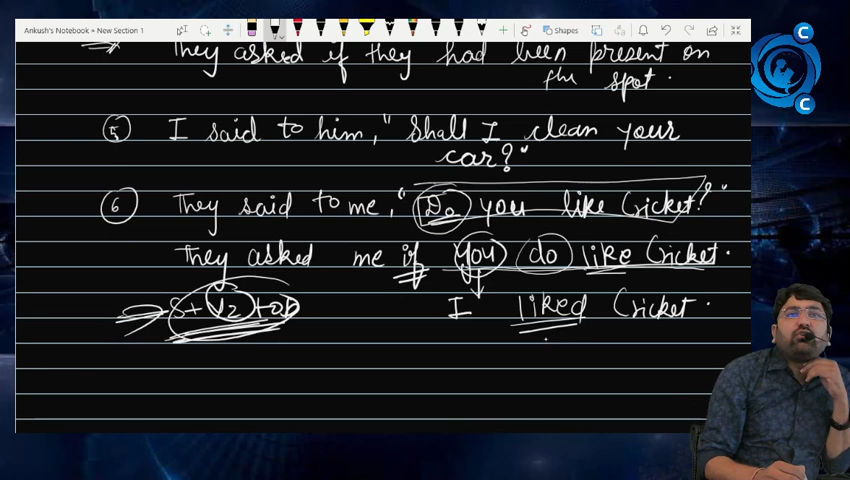 Ankush's Notebook > New Section 1
Shapes
They asked if they had been present on
the spot.
5 I said to him, "Shall I clean your
car?"
6 They said to me, "Do you like Cricket?"
They asked me if you do like Cricket.
S + V2 + ob I liked Cricket.
C
C